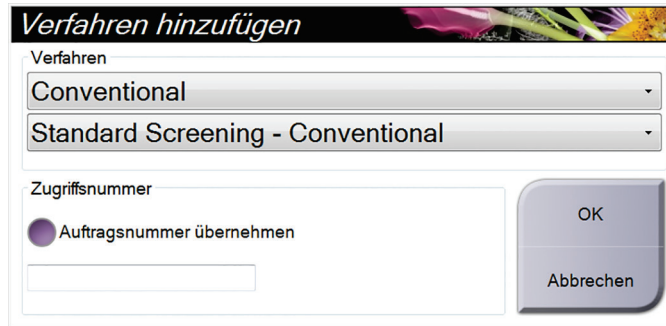 Verfahren hinzufügen
Verfahren
Conventional
Standard Screening - Conventional
Zugriffsnummer
Auftragsnummer übernehmen
OK
Abbrechen